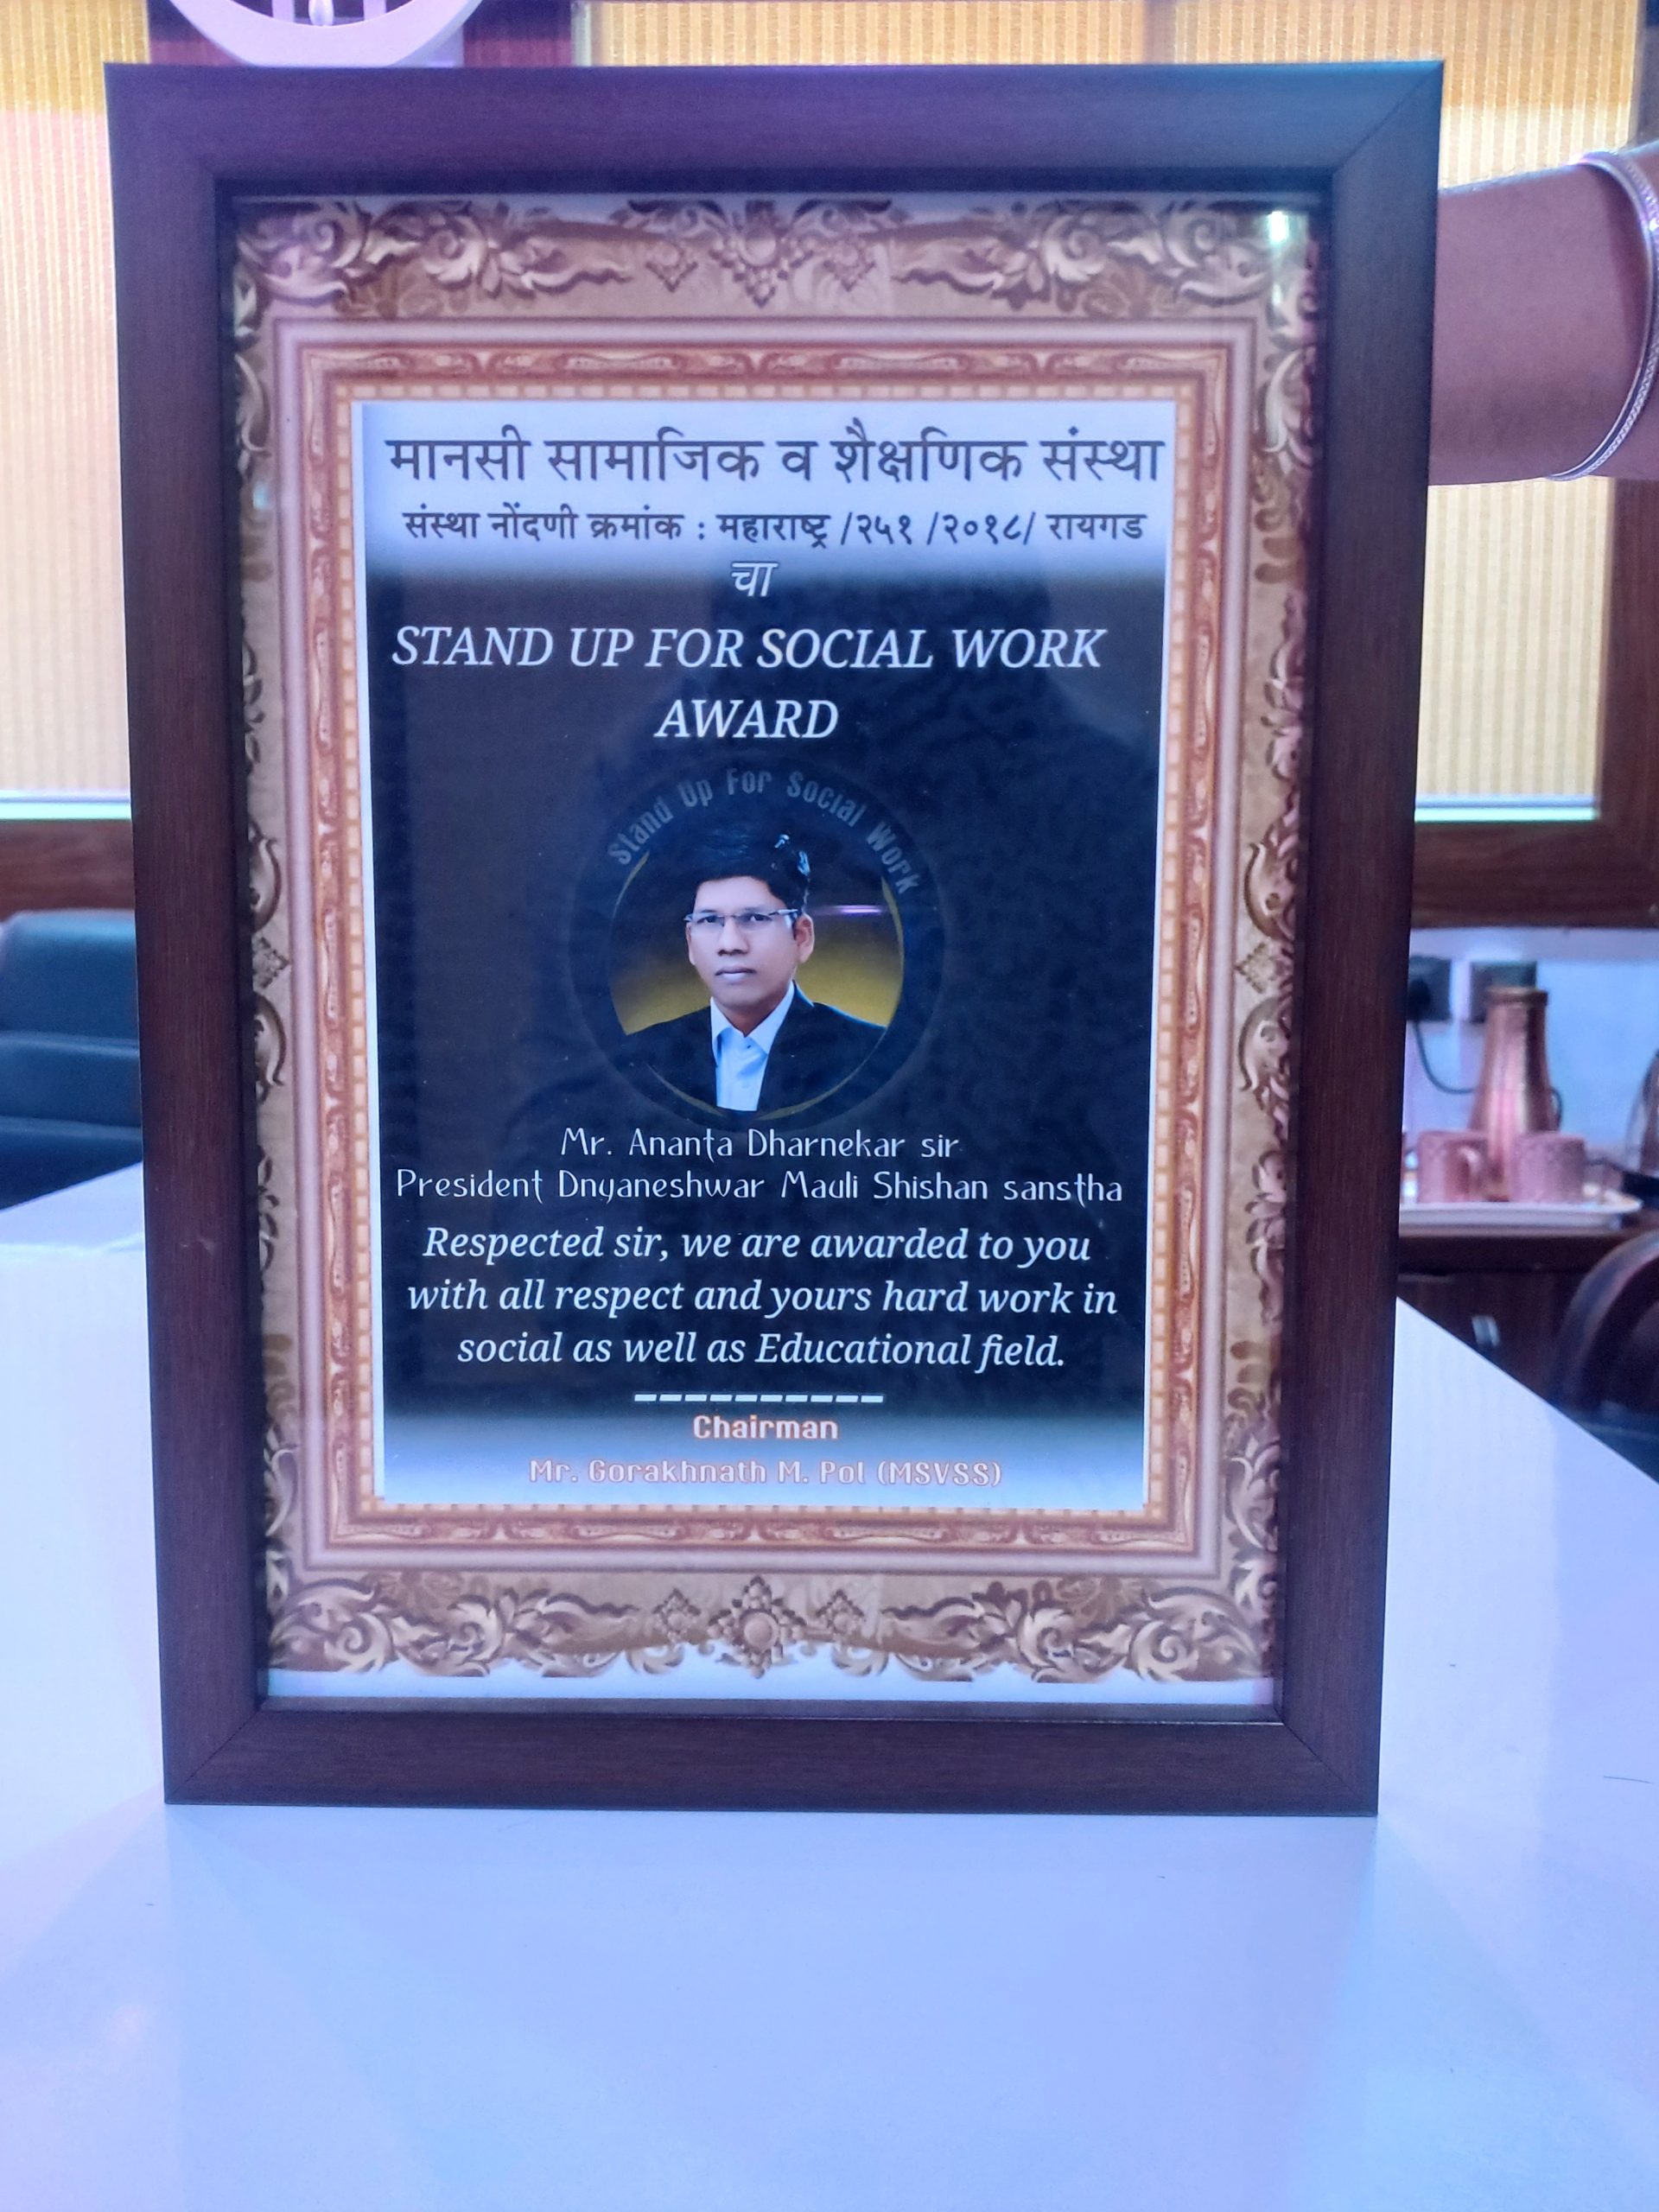 मानसी सामाजिक व शैक्षणिक संस्था
संस्था नोंदणी क्रमांक : महाराष्ट्र /२५१ /२०१८/ रायगड
चा
STAND UP FOR SOCIAL WORK
AWARD
Stand Up For Social Work
Mr. Ananta Dharnekar sir
President Dnyaneshwar Mauli Shishan sanstha
Respected sir, we are awarded to you
with all respect and yours hard work in
social as well as Educational field.
Chairman
Mr. Gorakhnath M. Pol (MSVSS)